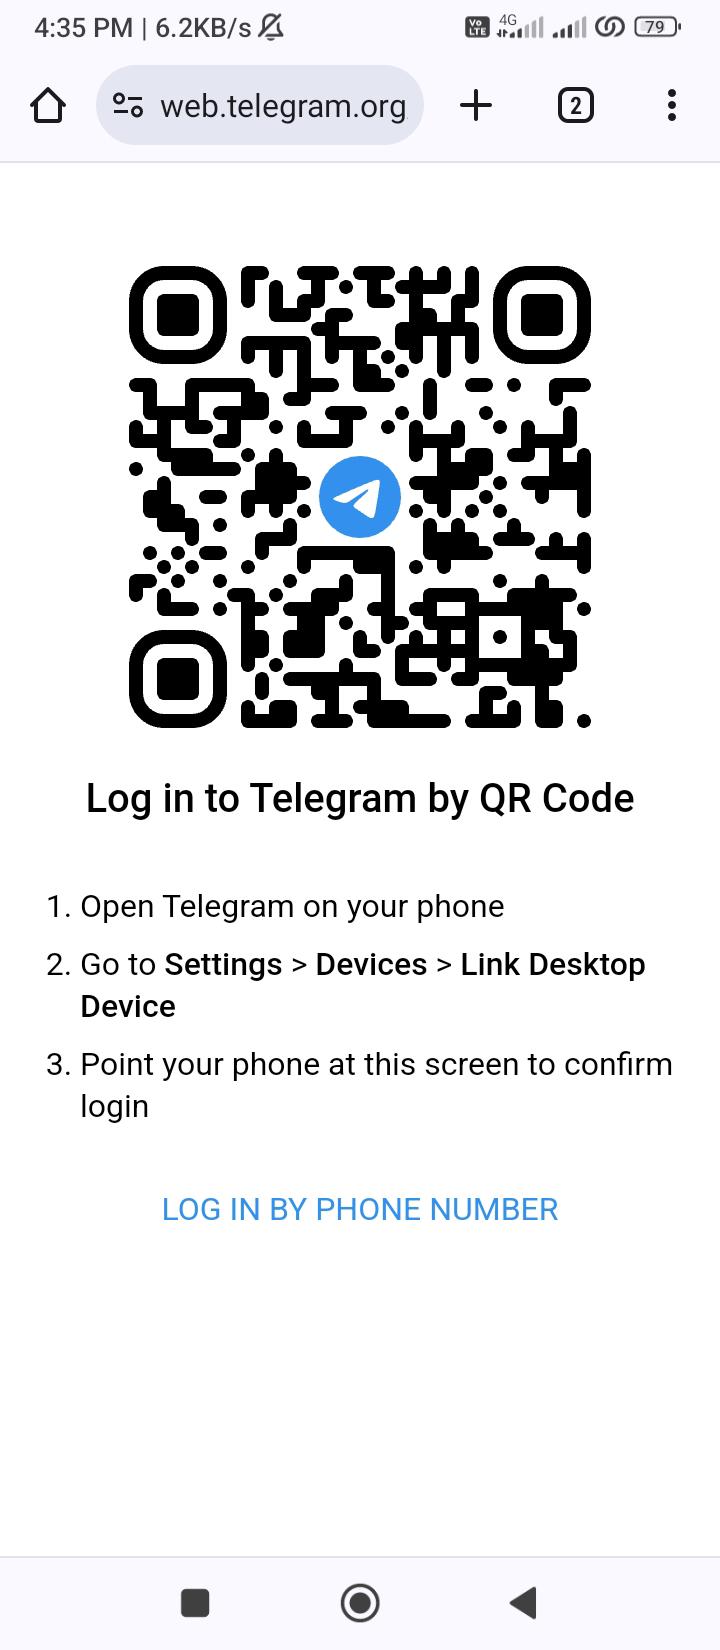 4:35 PM | 6.2KB/s
Vo LTE 4G 79
web.telegram.org
2
Log in to Telegram by QR Code
1. Open Telegram on your phone
2. Go to Settings > Devices > Link Desktop
Device
3. Point your phone at this screen to confirm
login
LOG IN BY PHONE NUMBER